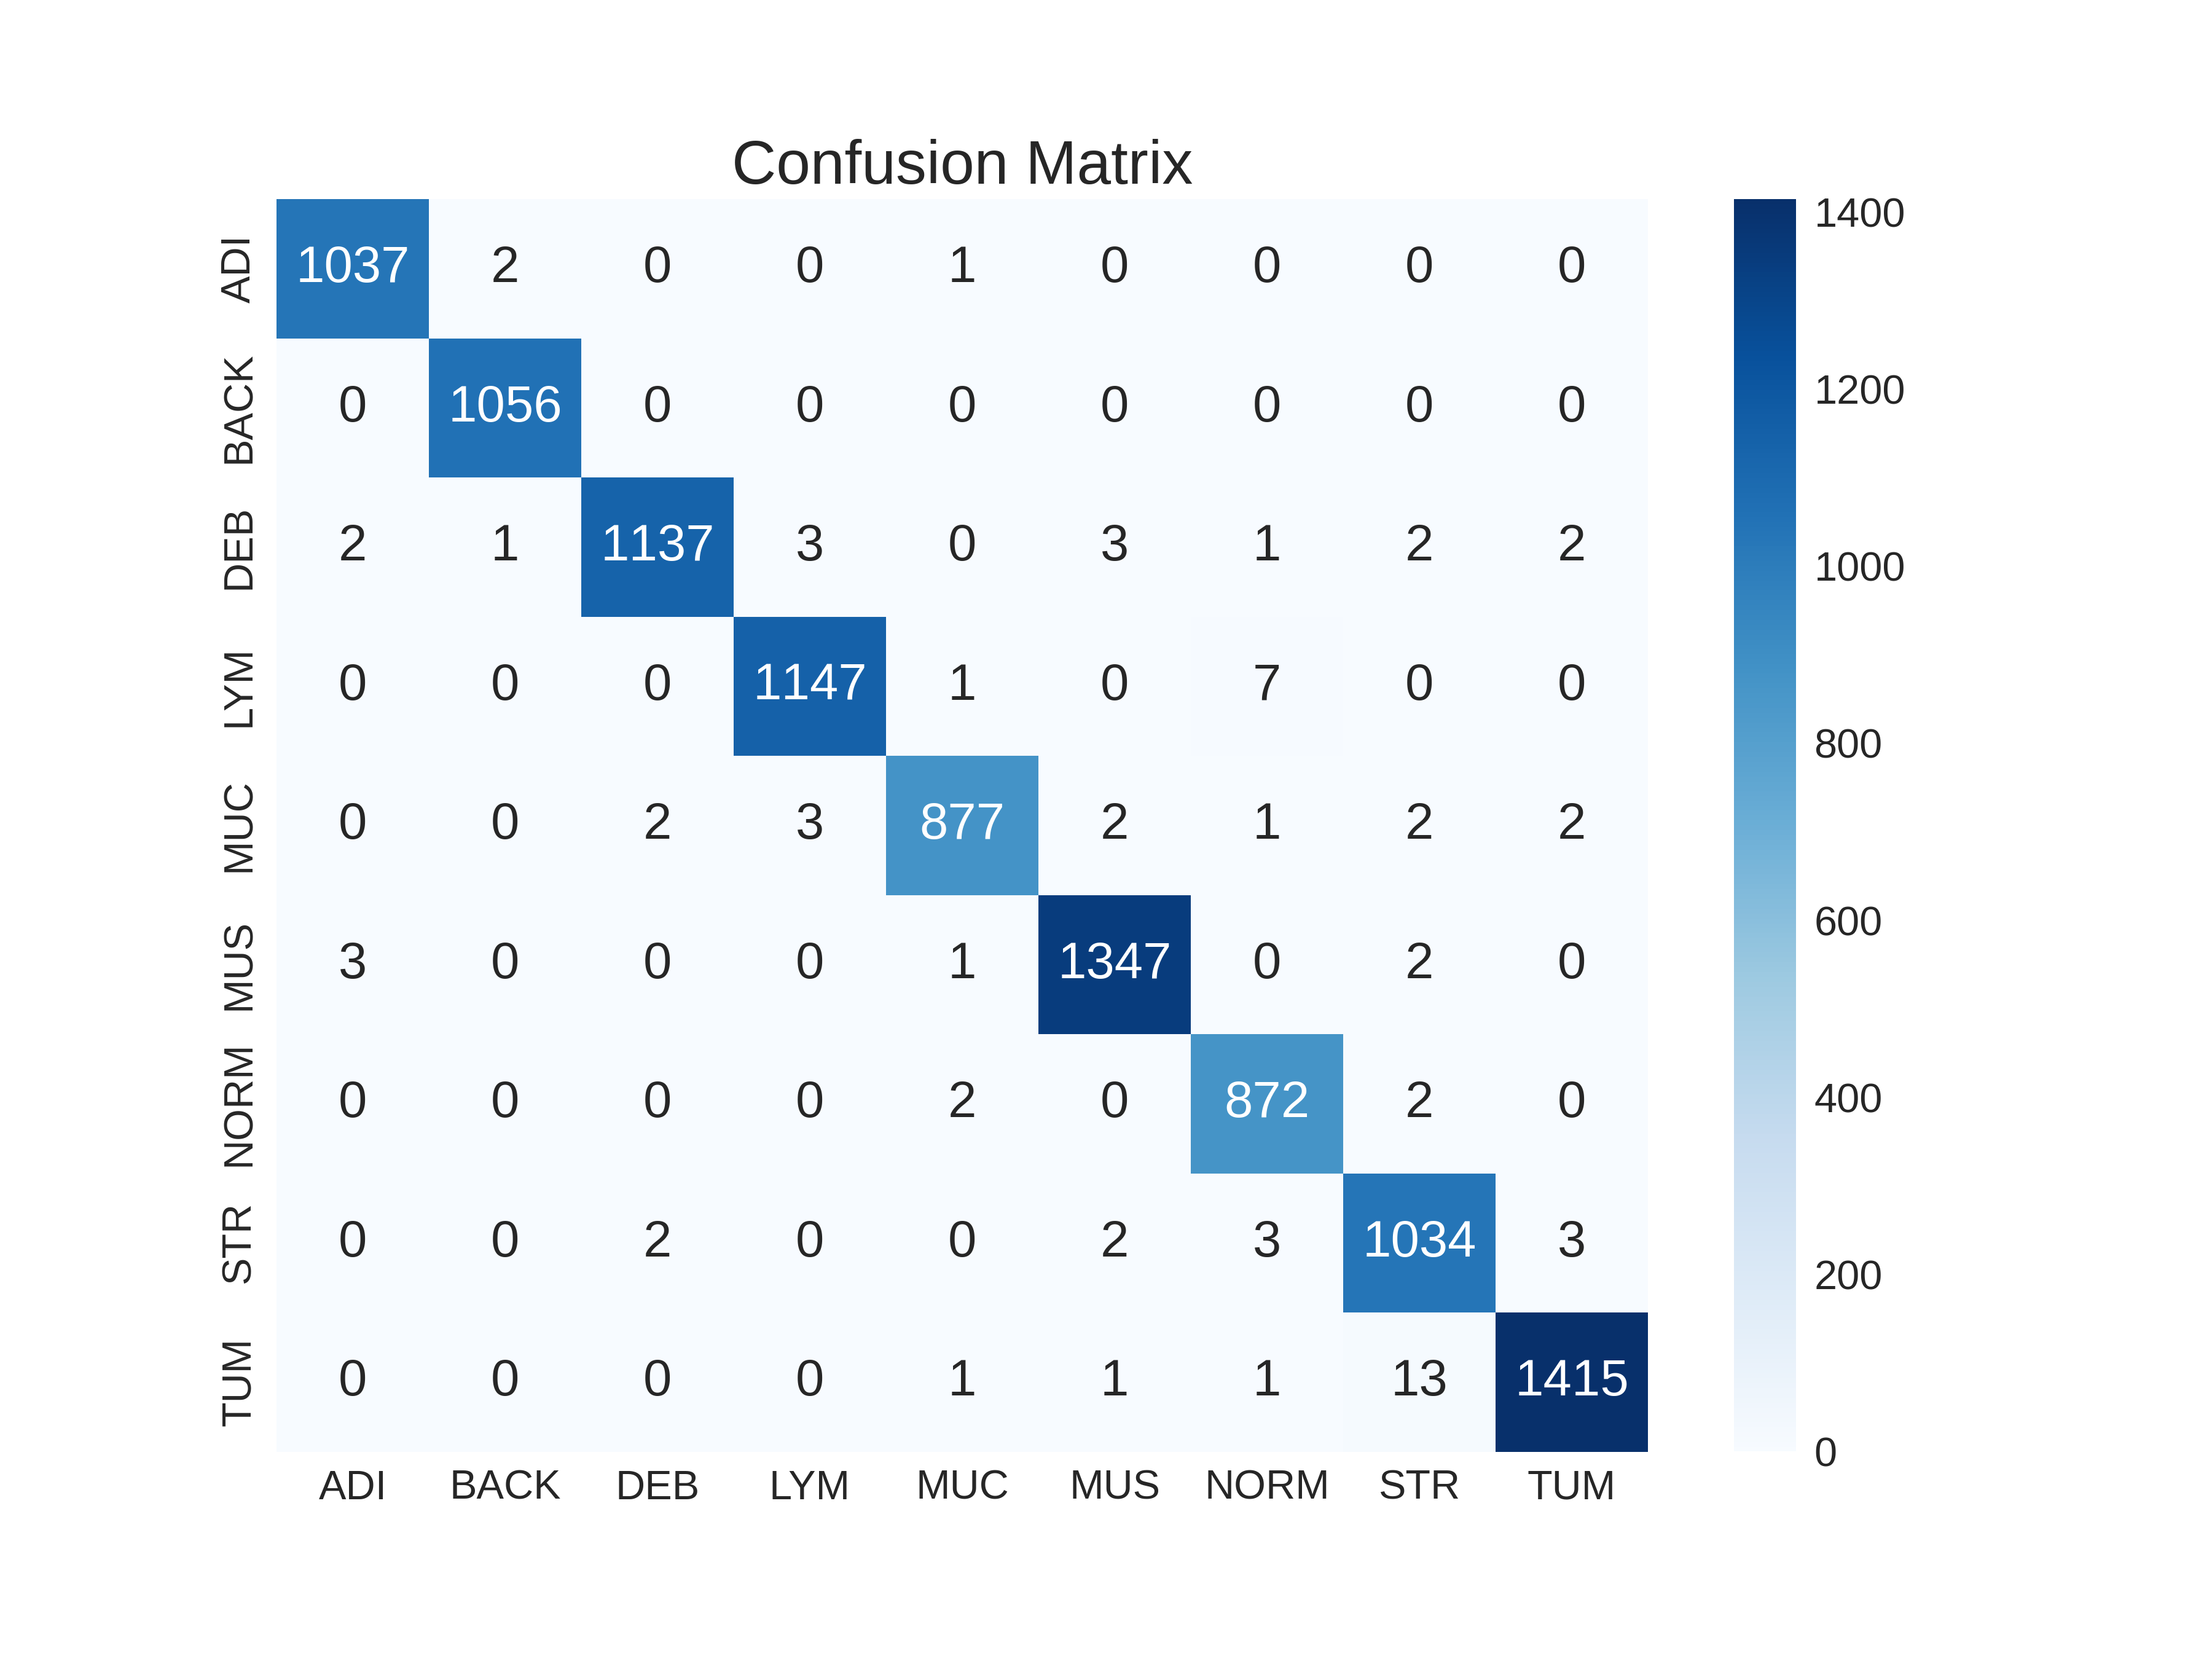 Confusion Matrix
ADI 1037 2 0 0 1 0 0 0 0
BACK 0 1056 0 0 0 0 0 0 0
DEB 2 1 1137 3 0 3 1 2 2
LYM 0 0 0 1147 1 0 7 0 0
MUC 0 0 2 3 877 2 1 2 2
MUS 3 0 0 0 1 1347 0 2 0
NORM 0 0 0 0 2 0 872 2 0
STR 0 0 2 0 0 2 3 1034 3
TUM 0 0 0 0 1 1 1 13 1415
ADI BACK DEB LYM MUC MUS NORM STR TUM
1400
1200
1000
800
600
400
200
0